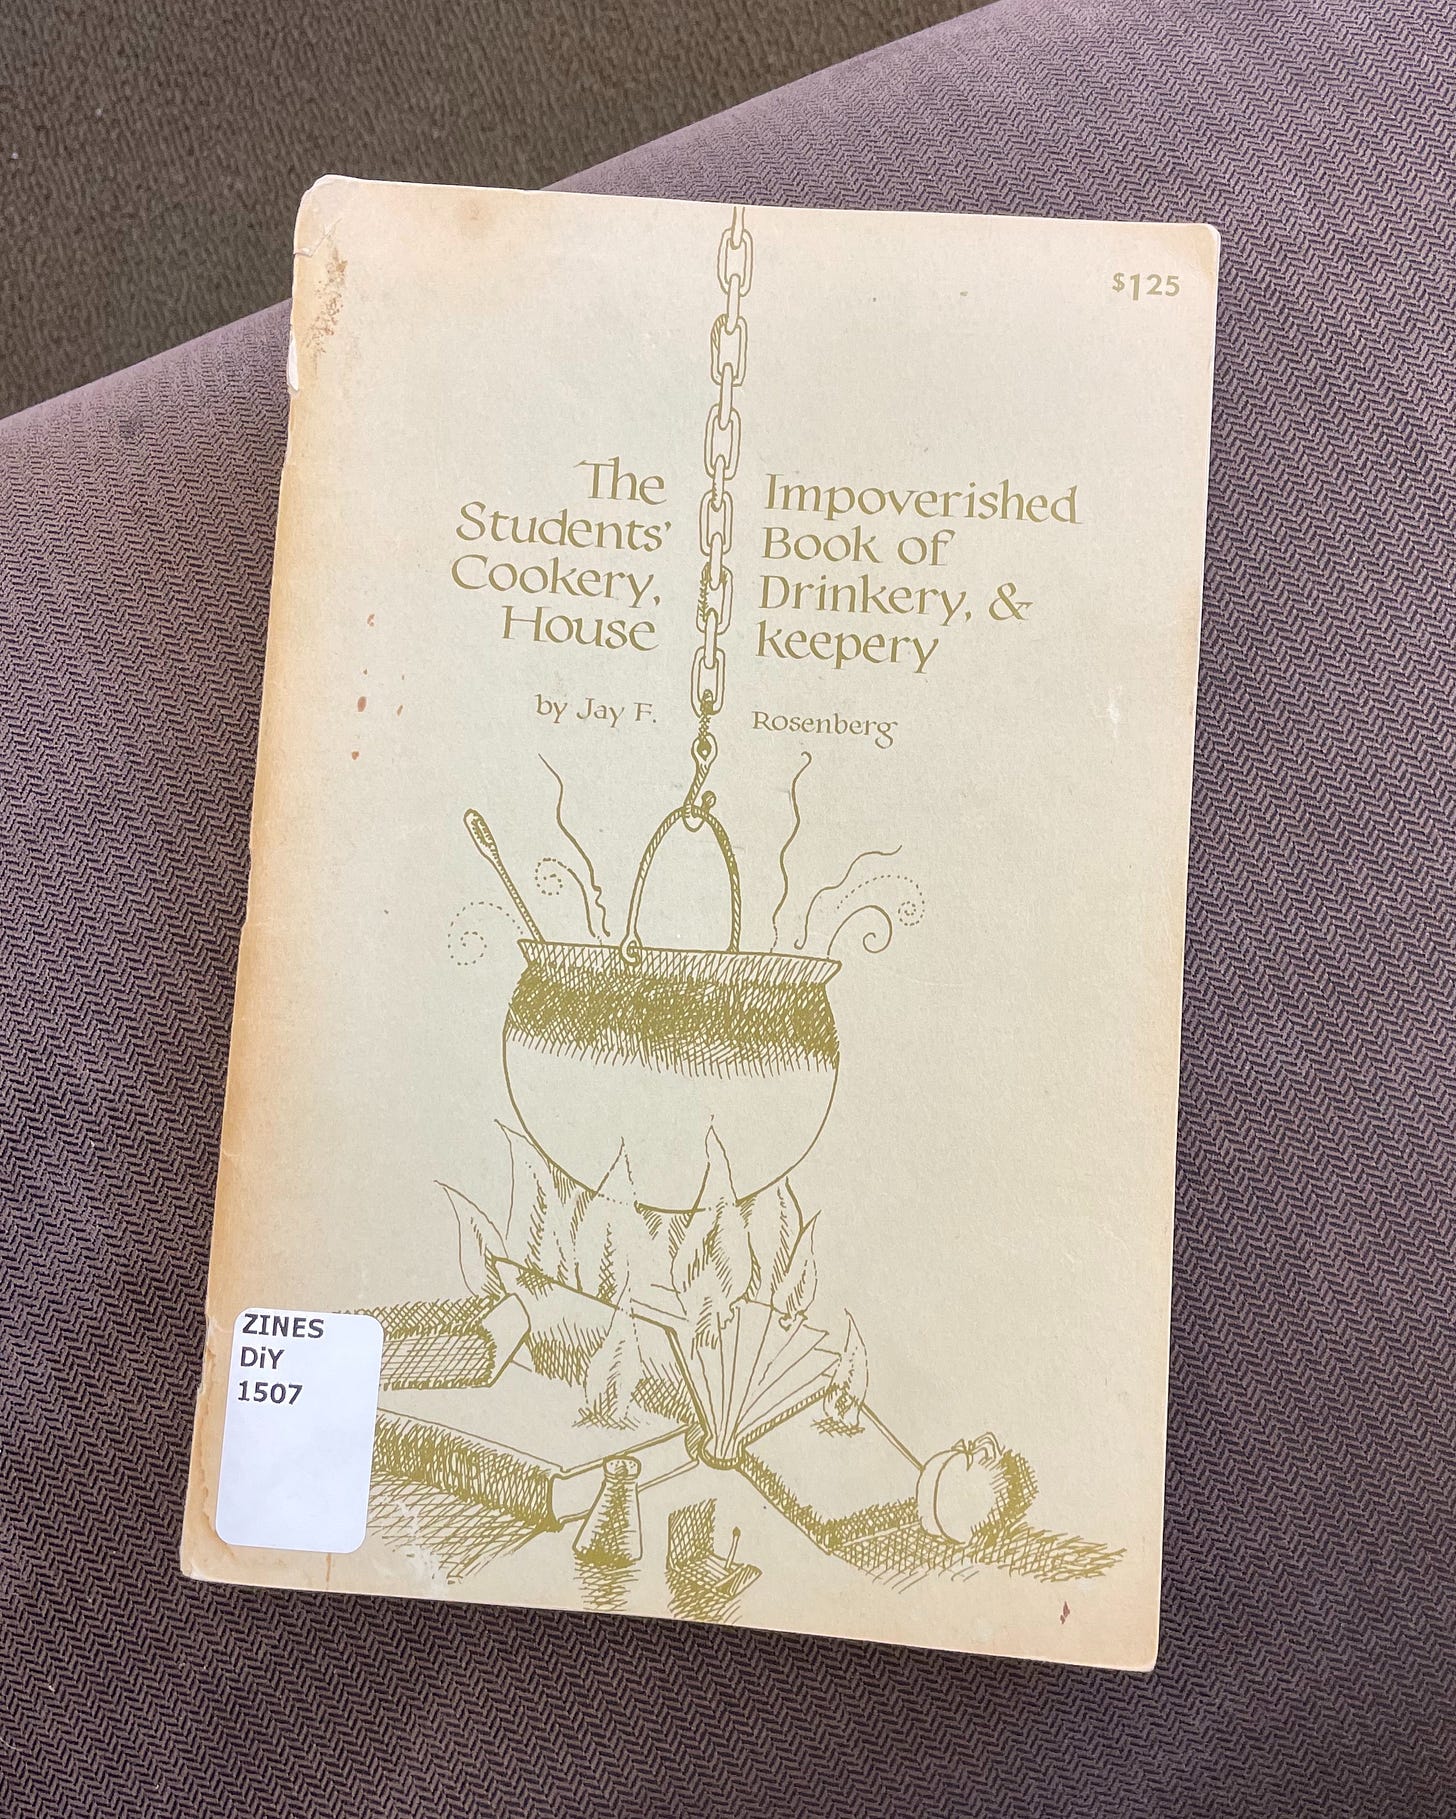 $1.25
The Impoverished
Students' Book of
Cookery, Drinkery, &
House keepery
by Jay F. Rosenberg
ZINES
DiY
1507